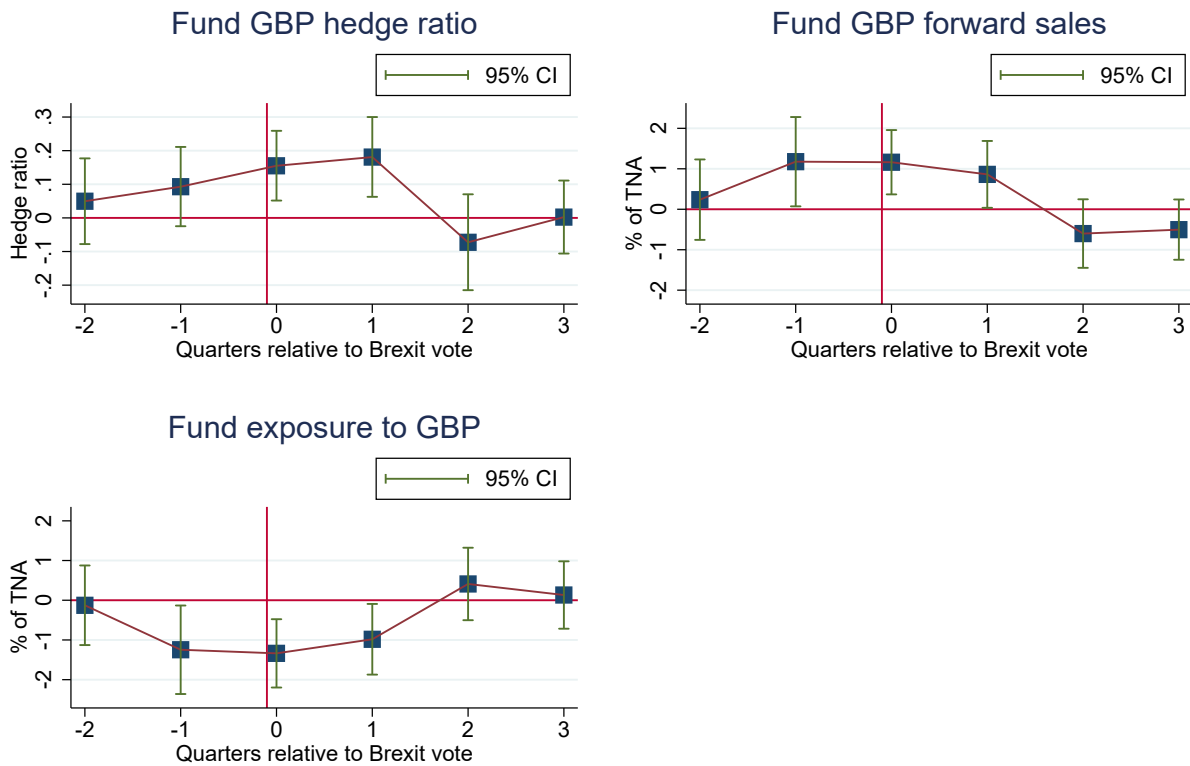 Fund GBP hedge ratio
95% CI
Hedge ratio
.3
.2
.1
0
-.1
-.2
-2 -1 0 1 2 3
Quarters relative to Brexit vote
Fund GBP forward sales
95% CI
% of TNA
2
1
0
-1
-2
-2 -1 0 1 2 3
Quarters relative to Brexit vote
Fund exposure to GBP
95% CI
% of TNA
2
1
0
-1
-2
-2 -1 0 1 2 3
Quarters relative to Brexit vote